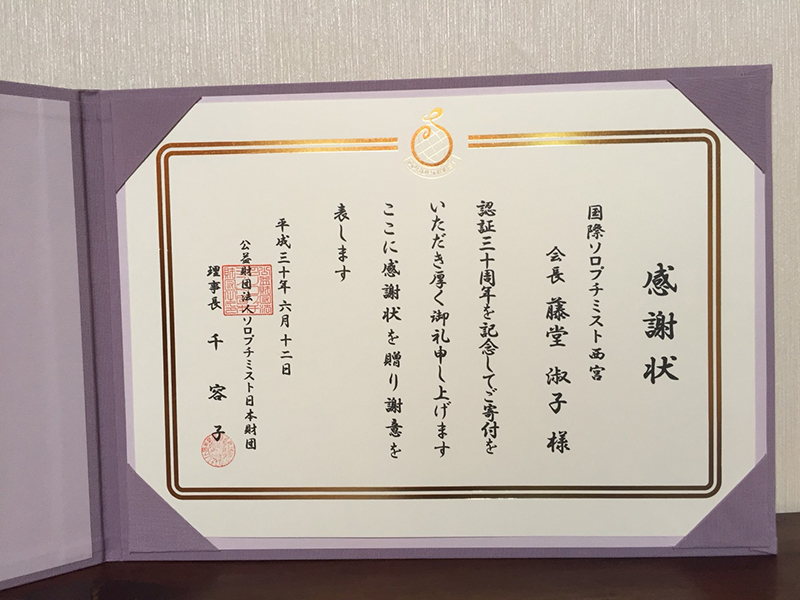 感謝状
国際ソロプチミスト西宮
会長 藤堂 淑子 様
認証三十周年を記念してご寄付を
いただき厚く御礼申し上げます
ここに感謝状を贈り謝意を
表します
平成三十年六月十二日
公益財団法人ソロプチミスト日本財団
理事長 千 容子